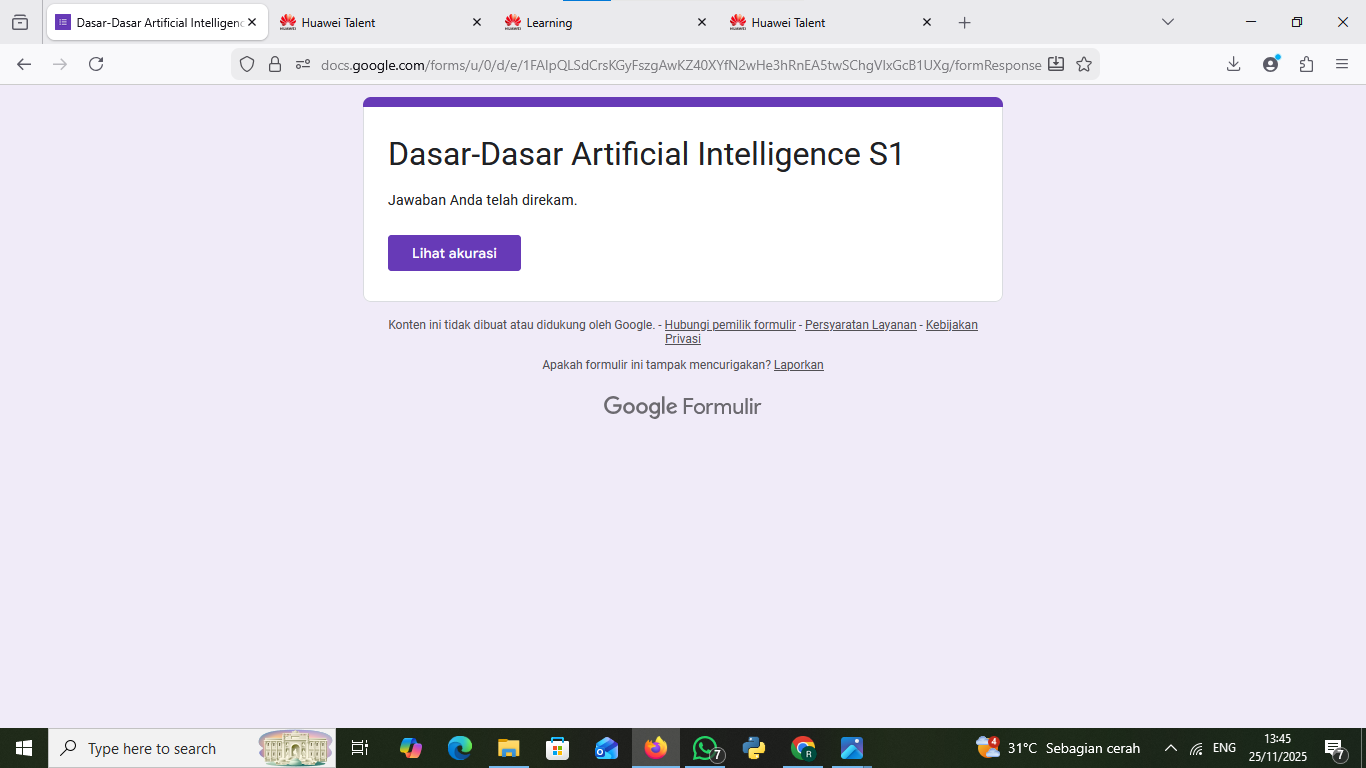 Dasar-Dasar Artificial Intelligenc
Huawei Talent
Learning
Huawei Talent
docs.google.com/forms/u/0/d/e/1FAIpQLSdCrsKGyFszgAwKZ40XYfN2wHe3hRnEA5twSChgVIxGcB1UXg/formResponse
Dasar-Dasar Artificial Intelligence S1
Jawaban Anda telah direkam.
Lihat akurasi
Konten ini tidak dibuat atau didukung oleh Google. - Hubungi pemilik formulir - Persyaratan Layanan - Kebijakan
Privasi
Apakah formulir ini tampak mencurigakan? Laporkan
Google Formulir
Type here to search
7
R
4
31°C Sebagian cerah
ENG
13:45
25/11/2025
7